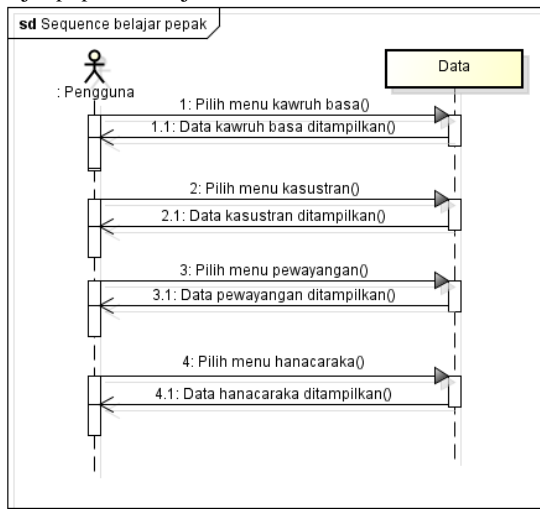 sd Sequence belajar pepak
: Pengguna
Data
1: Pilih menu kawruh basa()
1.1: Data kawruh basa ditampilkan()
2: Pilih menu kasustran()
2.1: Data kasustran ditampilkan()
3: Pilih menu pewayangan()
3.1: Data pewayangan ditampilkan()
4: Pilih menu hanacaraka()
4.1: Data hanacaraka ditampilkan()